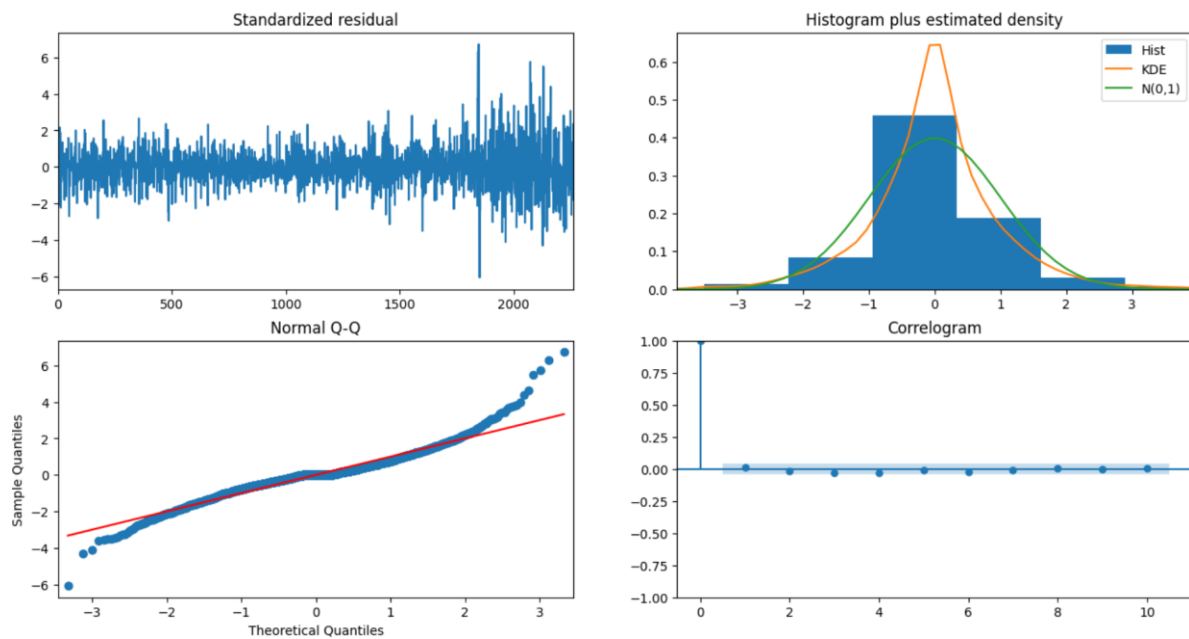 Standardized residual
6
4
2
0
−2
−4
−6
0 500 1000 1500 2000
Histogram plus estimated density
Hist
KDE
N(0,1)
0.6
0.5
0.4
0.3
0.2
0.1
0.0
−3 −2 −1 0 1 2 3
Normal Q-Q
Sample Quantiles
6
4
2
0
−2
−4
−6
−3 −2 −1 0 1 2 3
Theoretical Quantiles
Correlogram
1.00
0.75
0.50
0.25
0.00
−0.25
−0.50
−0.75
−1.00
0 2 4 6 8 10